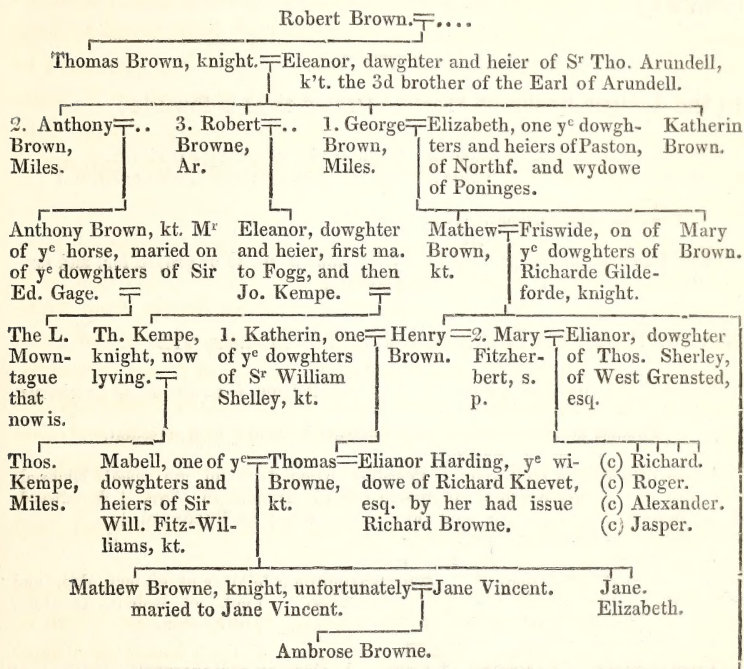 Robert Brown.╤....
Thomas Brown, knight.╤Eleanor, dawghter and heier of Sʳ Tho. Arundell,
k't. the 3d brother of the Earl of Arundell.
2. Anthony╤.. 3. Robert╤.. 1. George╤Elizabeth, one yᵉ dowgh- Katherin
Brown, Browne, Brown, ters and heiers of Paston, Brown.
Miles. Ar. Miles. of Northf. and wydowe
of Poninges.
Anthony Brown, kt. Mʳ Eleanor, dowghter Mathew╤Friswide, on of Mary
of yᵉ horse, maried on and heier, first ma. Brown, yᵉ dowghters of Brown.
of yᵉ dowghters of Sir to Fogg, and then kt. Richarde Gilde-
Ed. Gage. ╤ Jo. Kempe. ╤ forde, knight.
The L. Th. Kempe, 1. Katherin, one╤Henry═2. Mary╤Elianor, dowghter
Mown- knight, now of yᵉ dowghters Brown. Fitzher- of Thos. Sherley,
tague lyving.╤ of Sʳ William bert, s. of West Grensted,
that Shelley, kt. p. esq.
now is.
Thos. Mabell, one of yᵉ╤Thomas═Elianor Harding, yᵉ wi- (c) Richard.
Kempe, dowghters and Browne, dowe of Richard Knevet, (c) Roger.
Miles. heiers of Sir kt. esq. by her had issue (c) Alexander.
Will. Fitz-Wil- Richard Browne. (c) Jasper.
liams, kt.
Mathew Browne, knight, unfortunately╤Jane Vincent. Jane.
maried to Jane Vincent. Elizabeth.
Ambrose Browne.